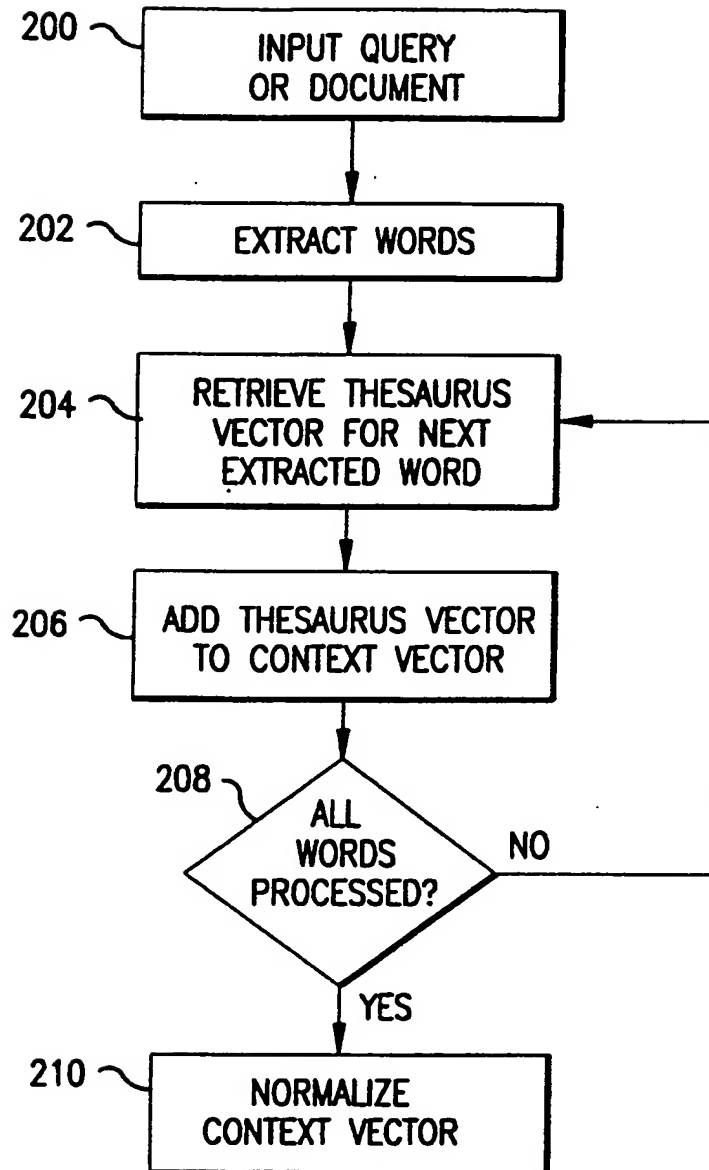 200
INPUT QUERY
OR DOCUMENT
202
EXTRACT WORDS
204
RETRIEVE THESAURUS
VECTOR FOR NEXT
EXTRACTED WORD
206
ADD THESAURUS VECTOR
TO CONTEXT VECTOR
208
ALL
WORDS
PROCESSED?
NO
YES
210
NORMALIZE
CONTEXT VECTOR